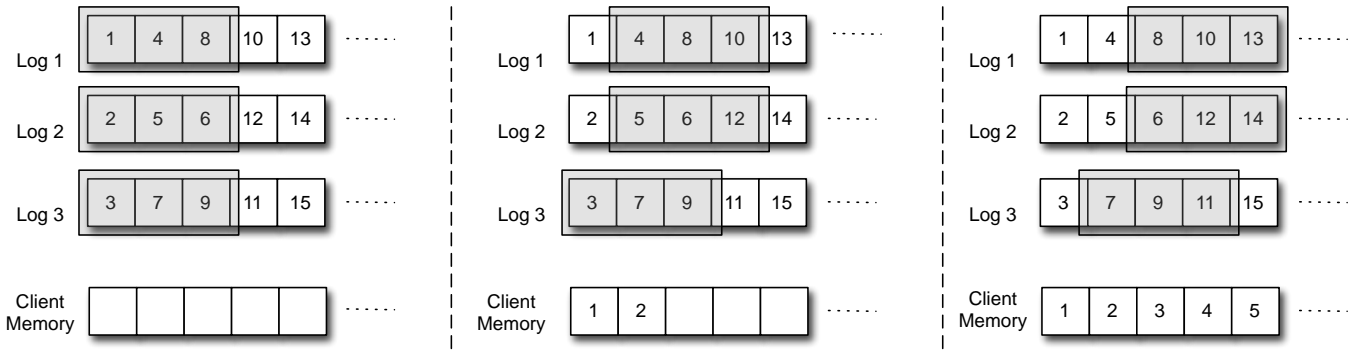 Log 1 1 4 8 10 13 ........
Log 2 2 5 6 12 14 ........
Log 3 3 7 9 11 15 ........
Client
Memory ........
Log 1 1 4 8 10 13 ........
Log 2 2 5 6 12 14 ........
Log 3 3 7 9 11 15 ........
Client
Memory 1 2 ........
Log 1 1 4 8 10 13 ........
Log 2 2 5 6 12 14 ........
Log 3 3 7 9 11 15 ........
Client
Memory 1 2 3 4 5 ........